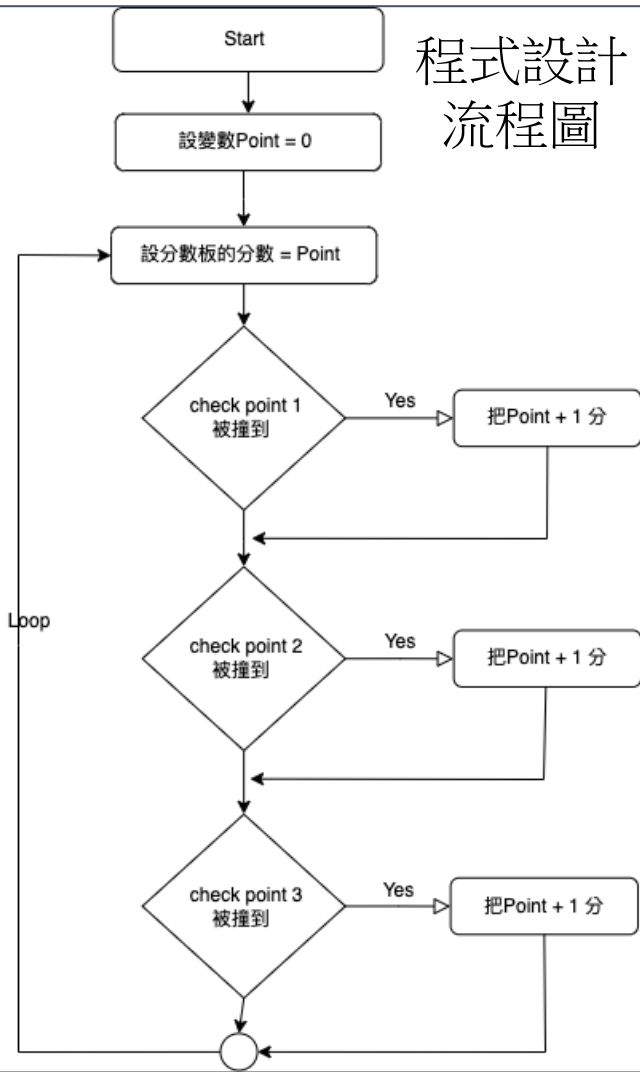 Start
程式設計
流程圖
設變數Point = 0
設分數板的分數 = Point
check point 1
被撞到
Yes
把Point + 1 分
Loop
check point 2
被撞到
Yes
把Point + 1 分
check point 3
被撞到
Yes
把Point + 1 分